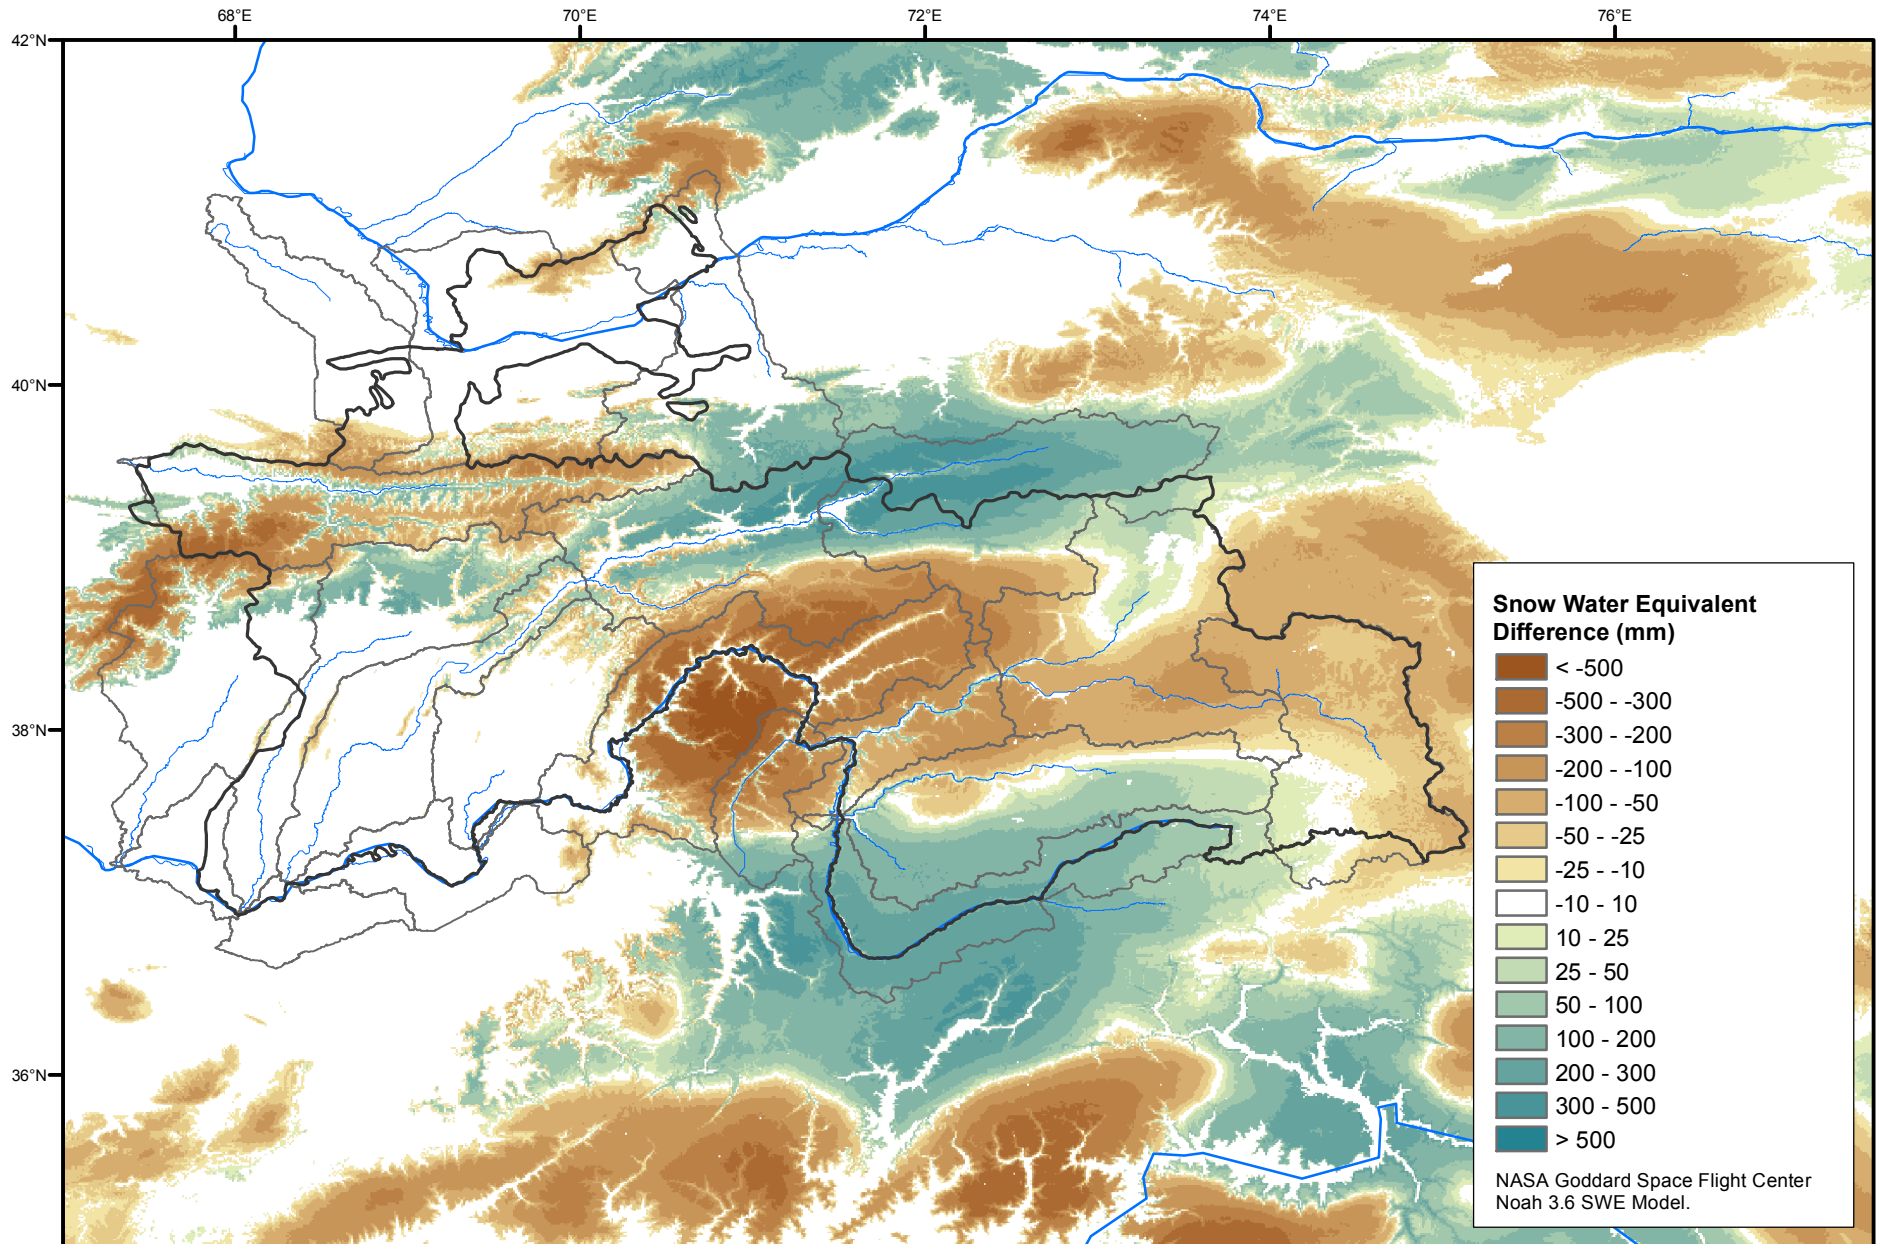 68°E
70°E
72°E
74°E
76°E
42°N
40°N
38°N
36°N
Snow Water Equivalent
Difference (mm)
< -500
-500 - -300
-300 - -200
-200 - -100
-100 - -50
-50 - -25
-25 - -10
-10 - 10
10 - 25
25 - 50
50 - 100
100 - 200
200 - 300
300 - 500
> 500
NASA Goddard Space Flight Center
Noah 3.6 SWE Model.